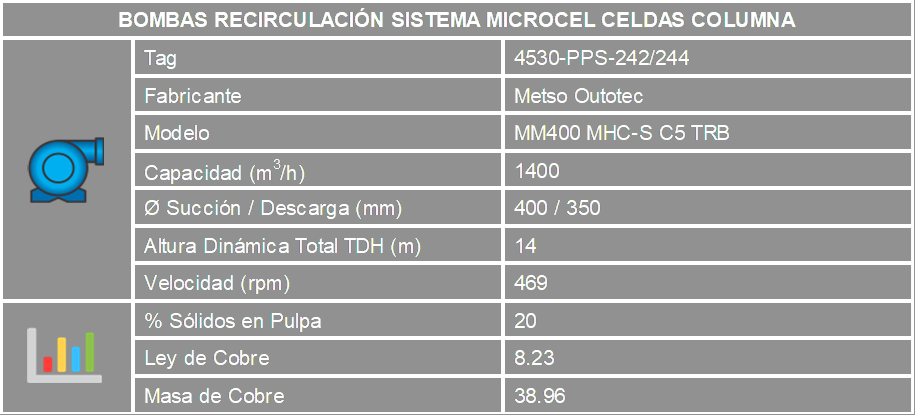 BOMBAS RECIRCULACIÓN SISTEMA MICROCEL CELDAS COLUMNA
Tag 4530-PPS-242/244
Fabricante Metso Outotec
Modelo MM400 MHC-S C5 TRB
Capacidad (m³/h) 1400
Ø Succión / Descarga (mm) 400 / 350
Altura Dinámica Total TDH (m) 14
Velocidad (rpm) 469
% Sólidos en Pulpa 20
Ley de Cobre 8.23
Masa de Cobre 38.96